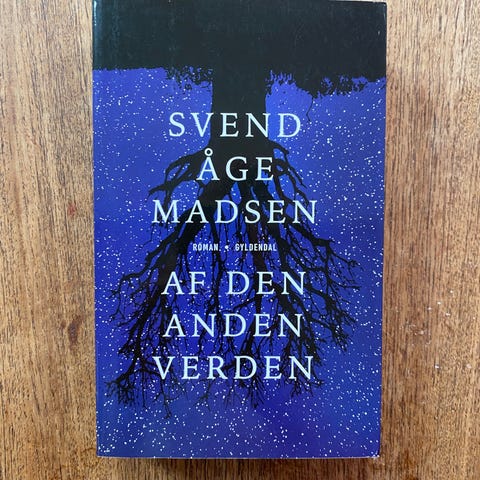 SVEND
ÅGE
MADSEN
ROMAN. GYLDENDAL
AF DEN
ANDEN
VERDEN